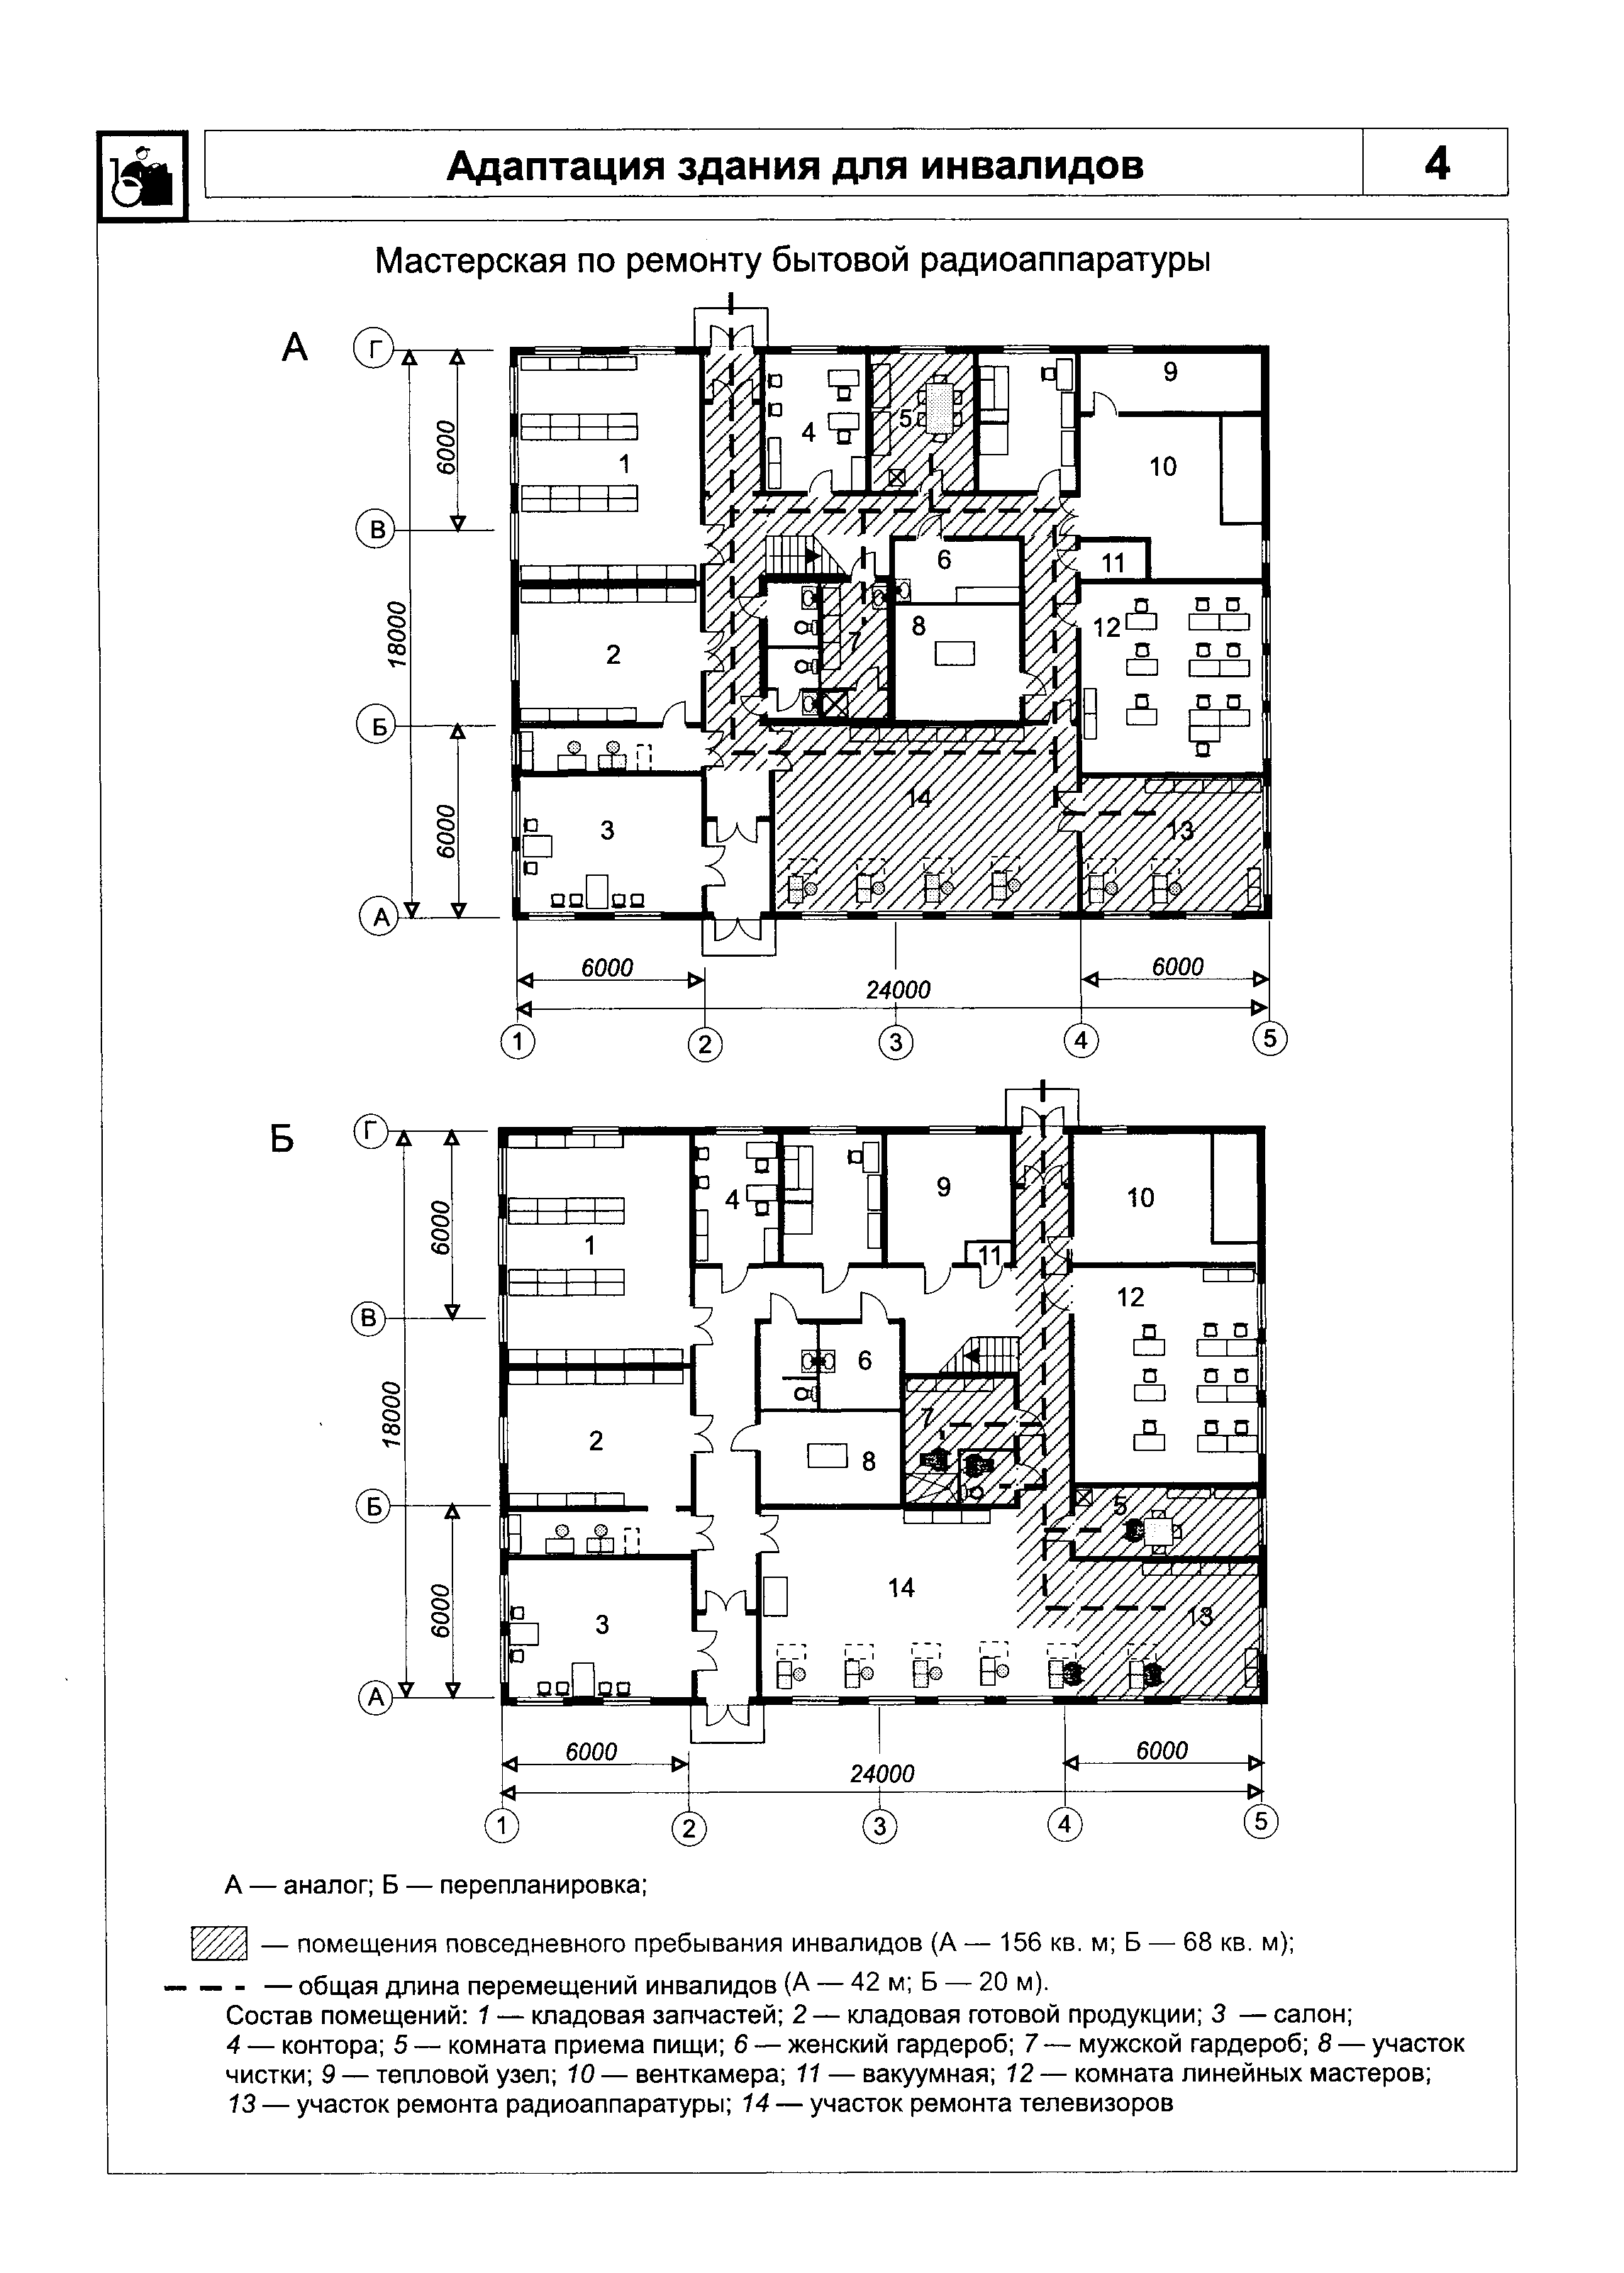 Адаптация здания для инвалидов
4
Мастерская по ремонту бытовой радиоаппаратуры
А
Г
В
Б
А
6000
18000
6000
1
2
3
4
5
6
7
8
9
10
11
12
13
14
6000
24000
6000
1
2
3
4
5
Б
Г
В
Б
А
6000
18000
6000
1
2
3
4
5
6
7
8
9
10
11
12
13
14
6000
24000
6000
1
2
3
4
5
А — аналог; Б — перепланировка;
— помещения повседневного пребывания инвалидов (А — 156 кв. м; Б — 68 кв. м);
— общая длина перемещений инвалидов (А — 42 м; Б — 20 м).
Состав помещений: 1 — кладовая запчастей; 2 — кладовая готовой продукции; 3 — салон;
4 — контора; 5 — комната приема пищи; 6 — женский гардероб; 7 — мужской гардероб; 8 — участок
чистки; 9 — тепловой узел; 10 — венткамера; 11 — вакуумная; 12 — комната линейных мастеров;
13 — участок ремонта радиоаппаратуры; 14 — участок ремонта телевизоров